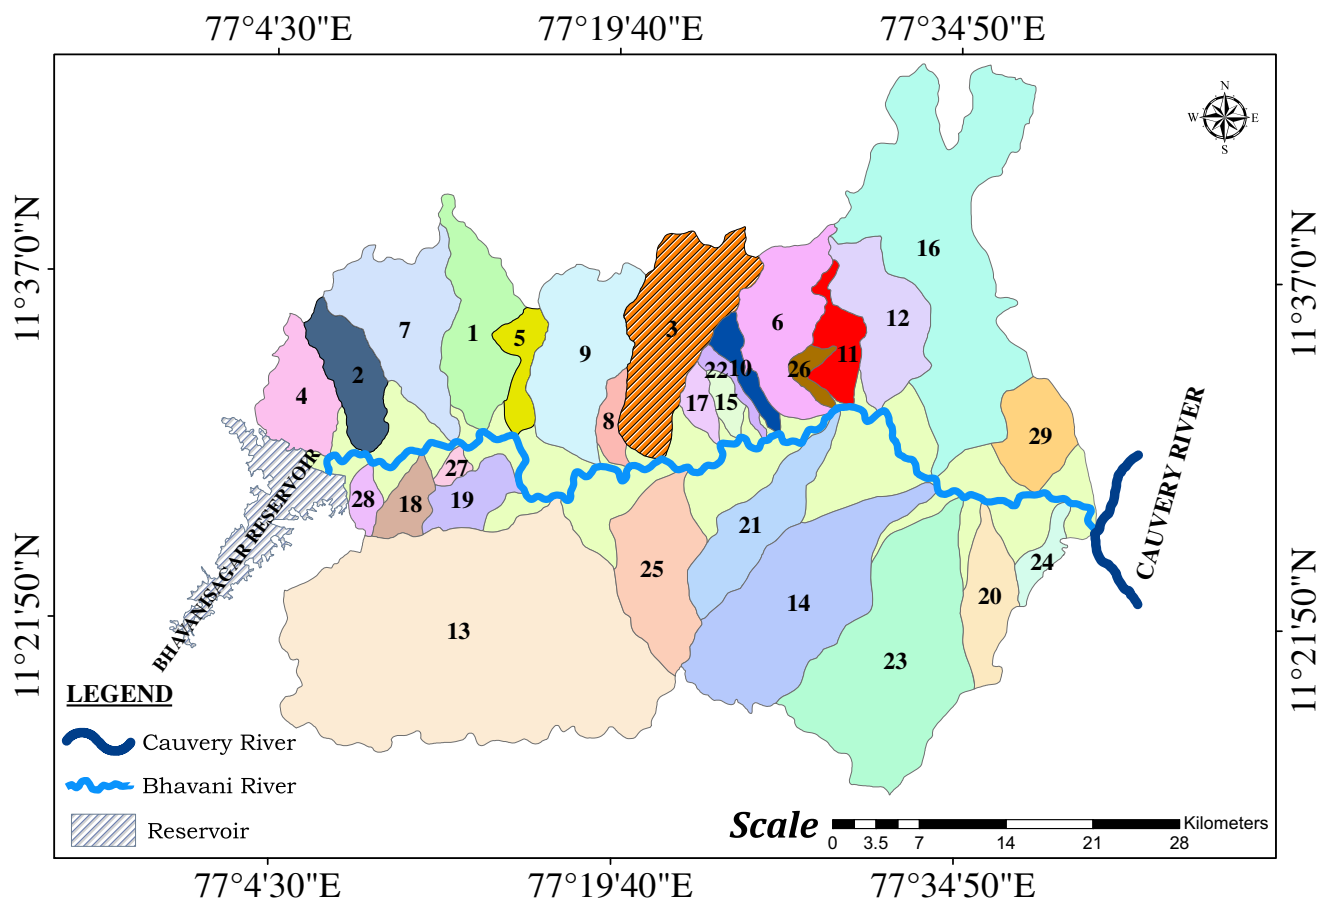 77°4'30"E 77°19'40"E 77°34'50"E
N
W E
S
11°37'0"N
11°37'0"N
16
7 1 5 9 3 6 12
2 11
4 22 10 26
17 15
8 29
27
28 18 19
21
25 24
14 20
13
23
BHAVANISAGAR RESERVOIR
CAUVERY RIVER
11°21'50"N
11°21'50"N
LEGEND
Cauvery River
Bhavani River
Reservoir
Scale
Kilometers
0 3.5 7 14 21 28
77°4'30"E 77°19'40"E 77°34'50"E